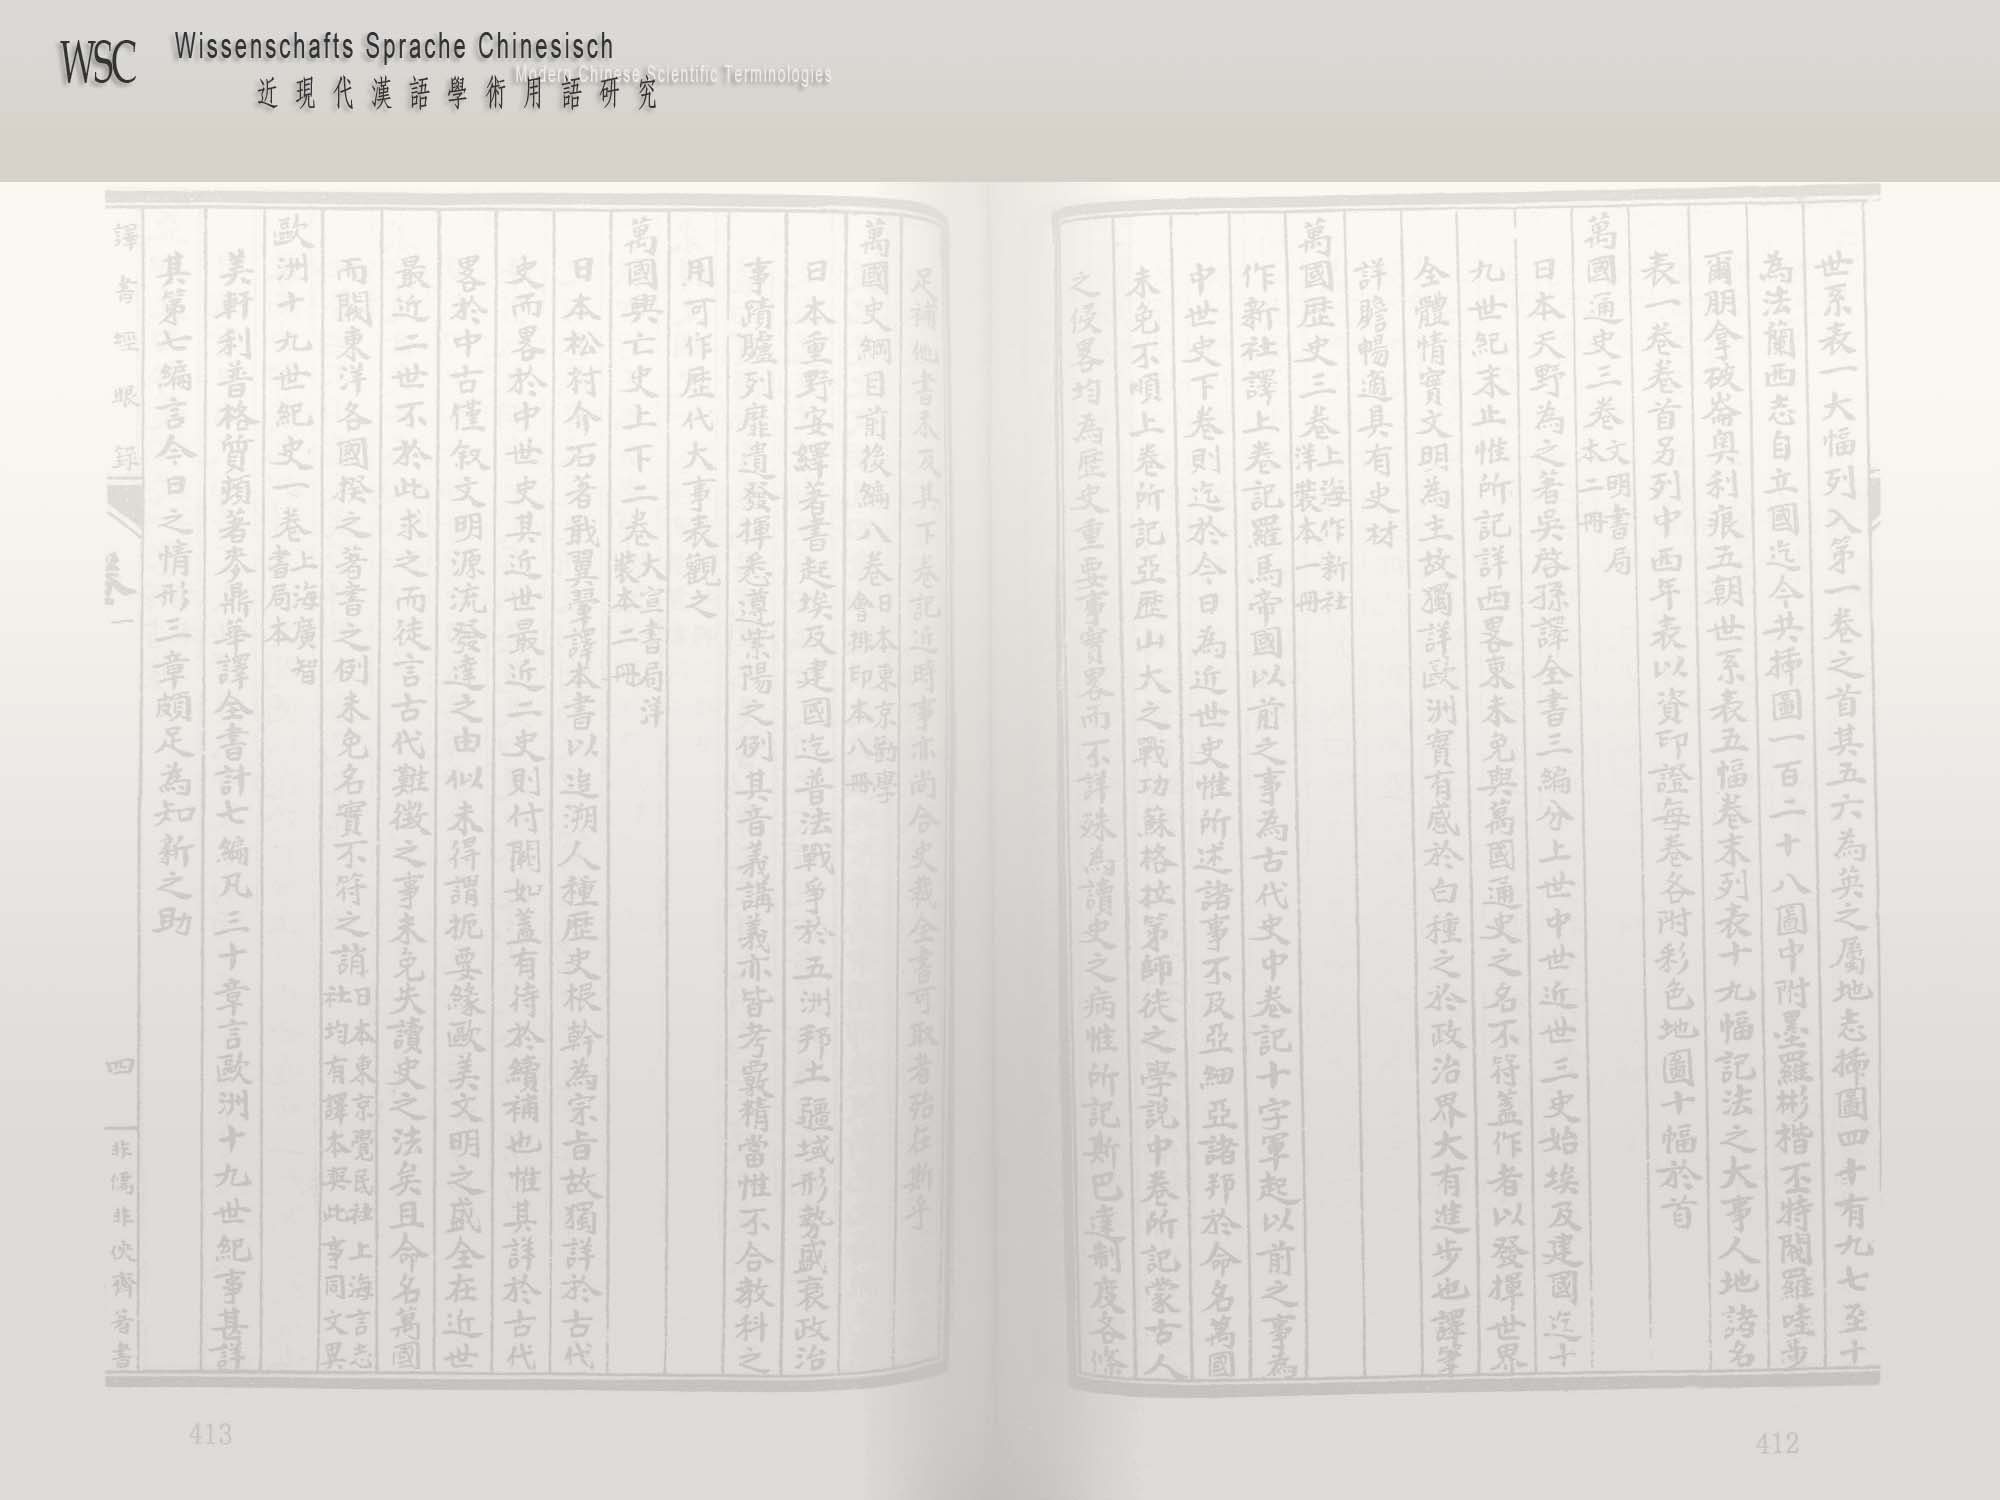 WSC
Wissenschafts Sprache Chinesisch
Modern Chinese Scientific Terminologies
近現代漢語學術用語研究
世系表一大幅列入第一卷之首其五六為英之屬地志揷圖四十有九七至十
為法蘭西志自立國迄今共揷圖一百二十八圖中附墨羅彬楷丕特閣羅哇步
爾朋拿破崙奧利痕五朝世系表五幅卷末列表十九幅記法之大事人地諸名
表一卷卷首另列中西年表以資印證每卷各附彩色地圖十幅於首
萬國通史三卷文明書局本二冊
日本天野為之著吳啓孫譯全書三編分上世中世近世三史始埃及建國迄十
九世紀末止惟所記詳西畧東未免與萬國通史之名不符蓋作者以發揮世界
全體情實文明為主故獨詳歐洲實有感於白種之於政治界大有進步也譯筆
詳贍暢適具有史材
萬國歷史三卷上海作新社洋裝本一冊
作新社譯上卷記羅馬帝國以前之事為古代史中卷記十字軍起以前之事為
中世史下卷則迄於今日為近世史惟所述諸事不及亞細亞諸邦於命名萬國
未免不順上卷所記亞歷山大之戰功蘇格拉第師徒之學說中卷所記蒙古人
之侵畧均為歷史重要事實畧而不詳殊為讀史之病惟所記斯巴達制度各條
足補他書未及其下卷記近時事亦尚合史裁全書可取者殆在斯乎
萬國史綱目前後編八卷日本東京勸學會排印本八冊
日本重野安繹著書起埃及建國迄普法戰爭於五洲邦土疆域形勢盛衰政治
事蹟臚列靡遺發揮悉遵紫陽之例其音義講義亦皆考覈精當惟不合教科之
用可作歷代大事表觀之
萬國興亡史上下二卷大宣書局洋裝本二冊
日本松村介石著戢翼翬譯本書以追溯人種歷史根幹為宗旨故獨詳於古代
史而畧於中世史其近世最近二史則付闕如蓋有待於續補也惟其詳於古代
畧於中古僅敘文明源流發達之由似未得謂扼要緣歐美文明之盛全在近世
最近二世不於此求之而徒言古代難徵之事未免失讀史之法矣且命名萬國
而闕東洋各國揆之著書之例未免名實不符之誚日本東京覺民社上海言志社均有譯本與此事同文異
歐洲十九世紀史一卷上海廣智書局本
美軒利普格質頓著麥鼎華譯全書計七編凡三十章言歐洲十九世紀事甚詳
其第七編言今日之情形三章頗足為知新之助
譯書經眼錄
卷一
四
非儒非俠齋著書
413
412